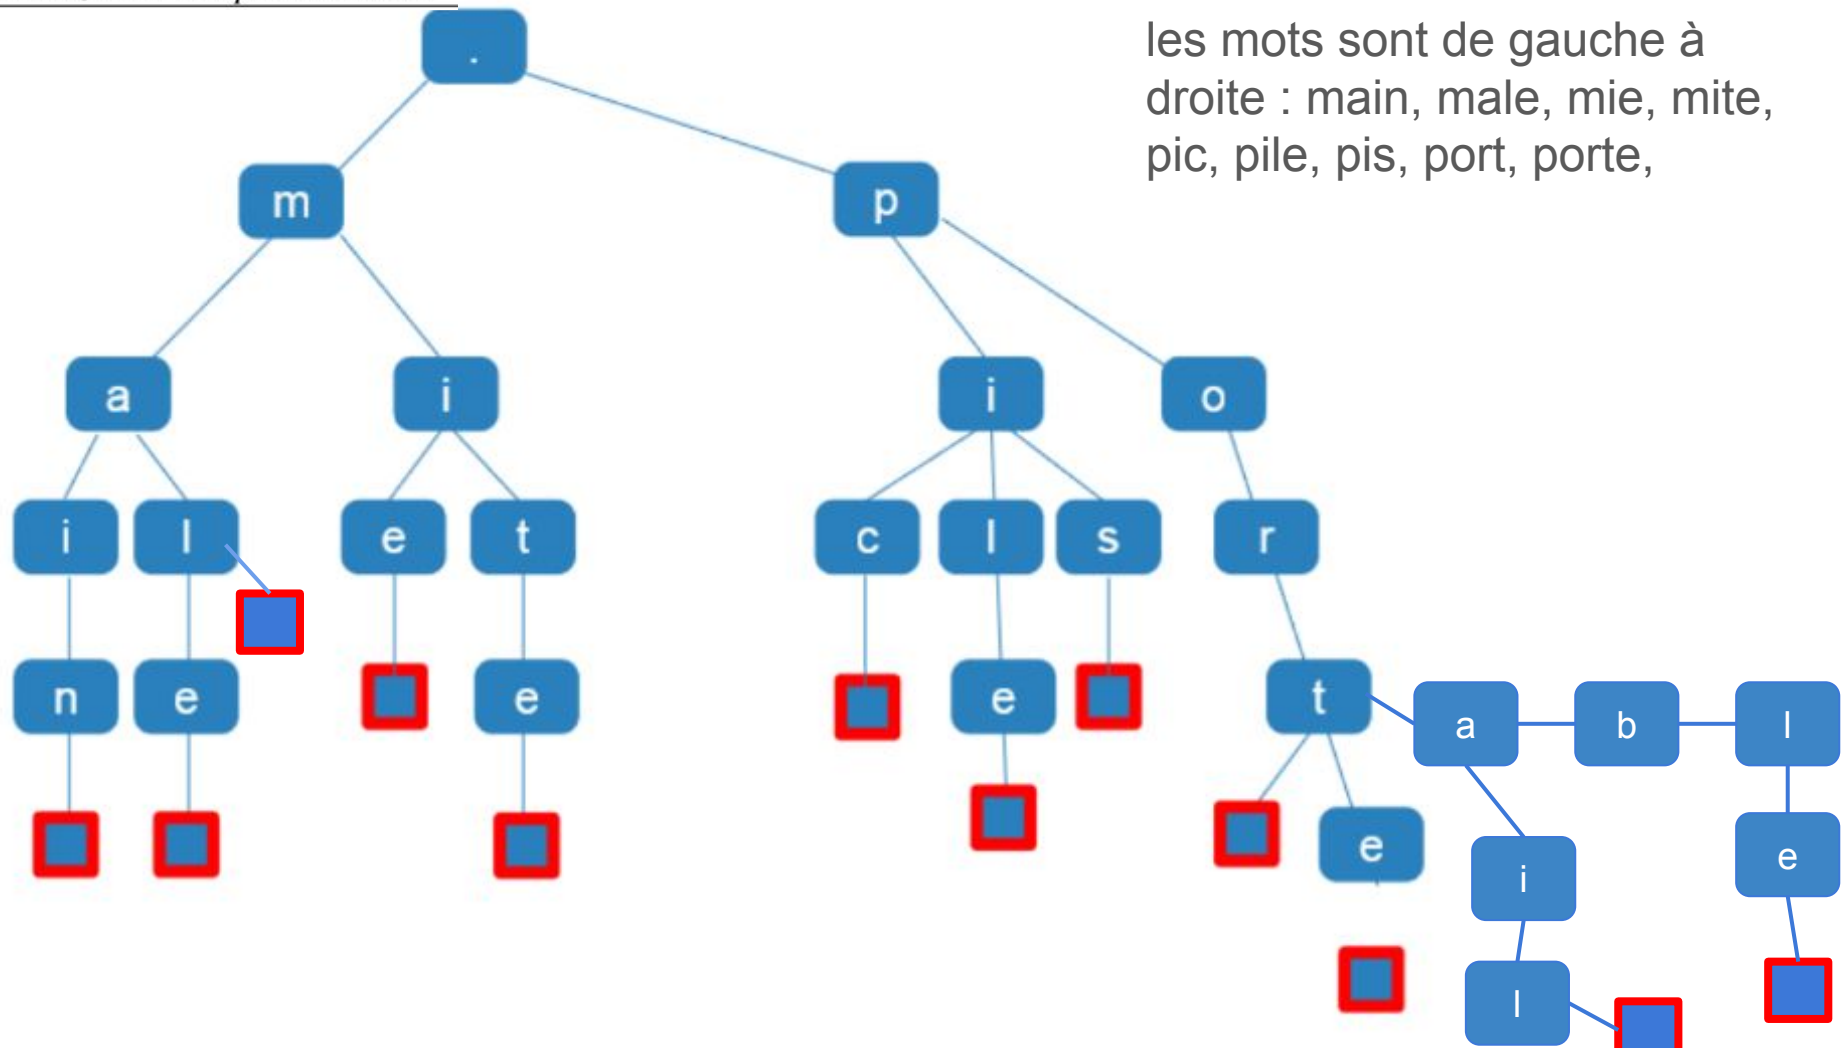 les mots sont de gauche à
droite : main, male, mie, mite,
pic, pile, pis, port, porte,
.
m p
a i i o
i l e t c l s r
n e e e t a b l
e i e
l